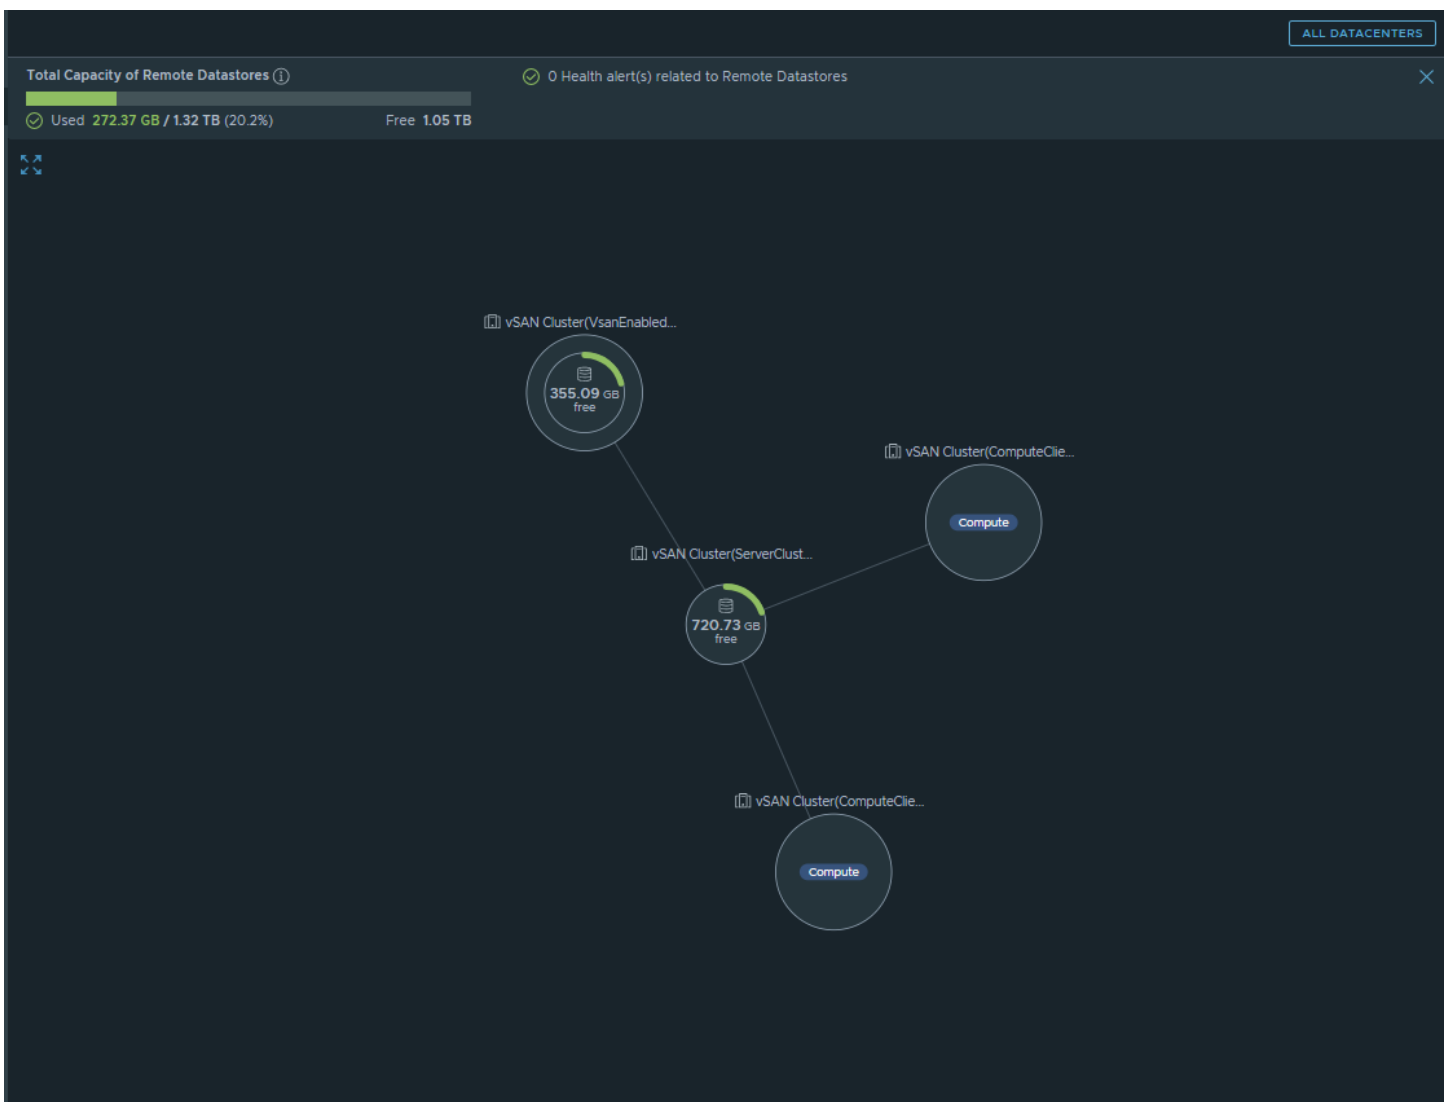 ALL DATACENTERS
Total Capacity of Remote Datastores
0 Health alert(s) related to Remote Datastores
Used 272.37 GB / 1.32 TB (20.2%)
Free 1.05 TB
vSAN Cluster(VsanEnabled...
355.09 GB
free
vSAN Cluster(ComputeClie...
Compute
vSAN Cluster(ServerClust...
720.73 GB
free
vSAN Cluster(ComputeClie...
Compute